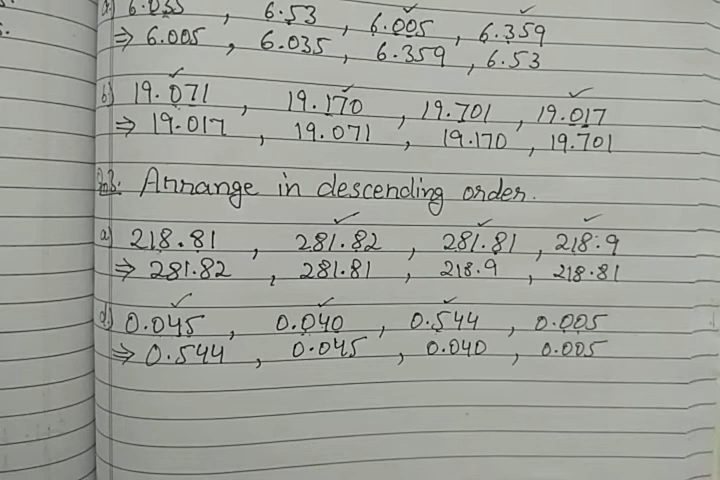 a) 6.035 , 6.53 , 6.005 , 6.359
⇒ 6.005 , 6.035 , 6.359 , 6.53
b) 19.071 , 19.170 , 19.701 , 19.017
⇒ 19.017 , 19.071 , 19.170 , 19.701
Q.3. Arrange in descending order.
a) 218.81 , 281.82 , 281.81 , 218.9
⇒ 281.82 , 281.81 , 218.9 , 218.81
d) 0.045 , 0.040 , 0.544 , 0.005
⇒ 0.544 , 0.045 , 0.040 , 0.005